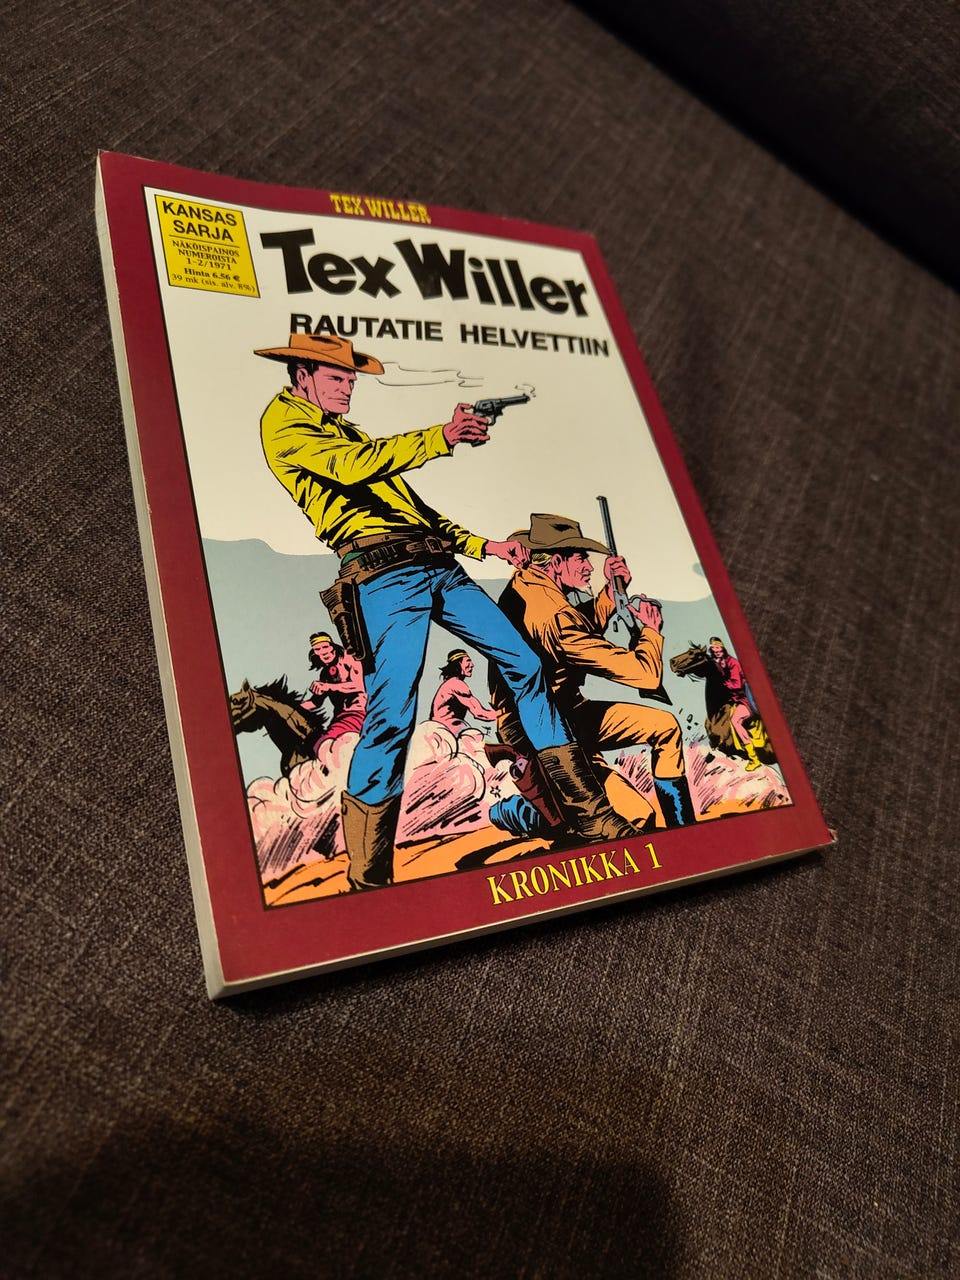 TEX WILLER
KANSAS
SARJA
NÄKÖISPAINOS
NUMEROISTA
1-2/1971
Hinta 6.56 €
39 mk (sis. alv. 8%)
Tex Willer
RAUTATIE HELVETTIIN
KRONIKKA 1